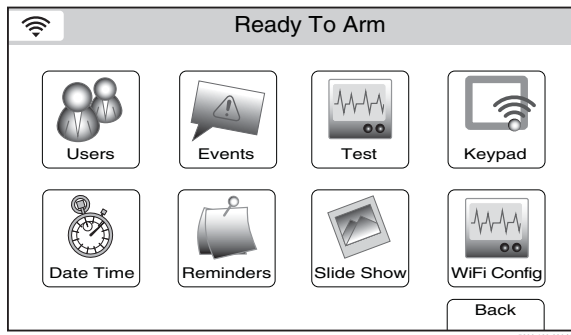 Ready To Arm
Users
Events
Test
Keypad
Date Time
Reminders
Slide Show
WiFi Config
Back